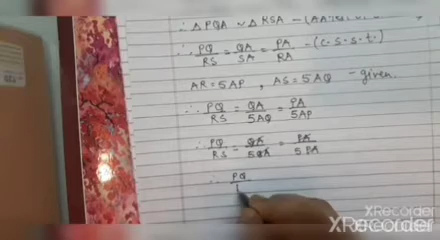 ∴ △ PQA ~ △ RSA - (AA
∴ PQ/RS = QA/SA = PA/RA - (c.s.s.t.)
AR = 5AP , AS = 5AQ - given.
∴ PQ/RS = QA/5AQ = PA/5AP
∴ PQ/RS = QA/5QA = PA/5PA
∴ PQ
XRecorder
XRecorder